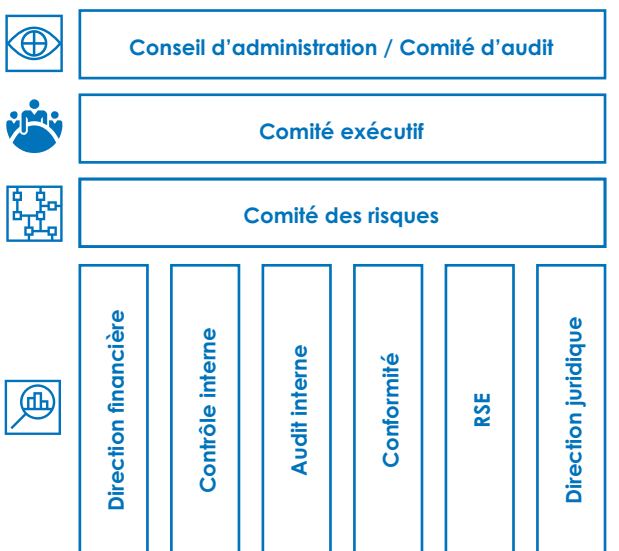 Conseil d’administration / Comité d’audit
Comité exécutif
Comité des risques
Direction financière
Contrôle interne
Audit interne
Conformité
RSE
Direction juridique